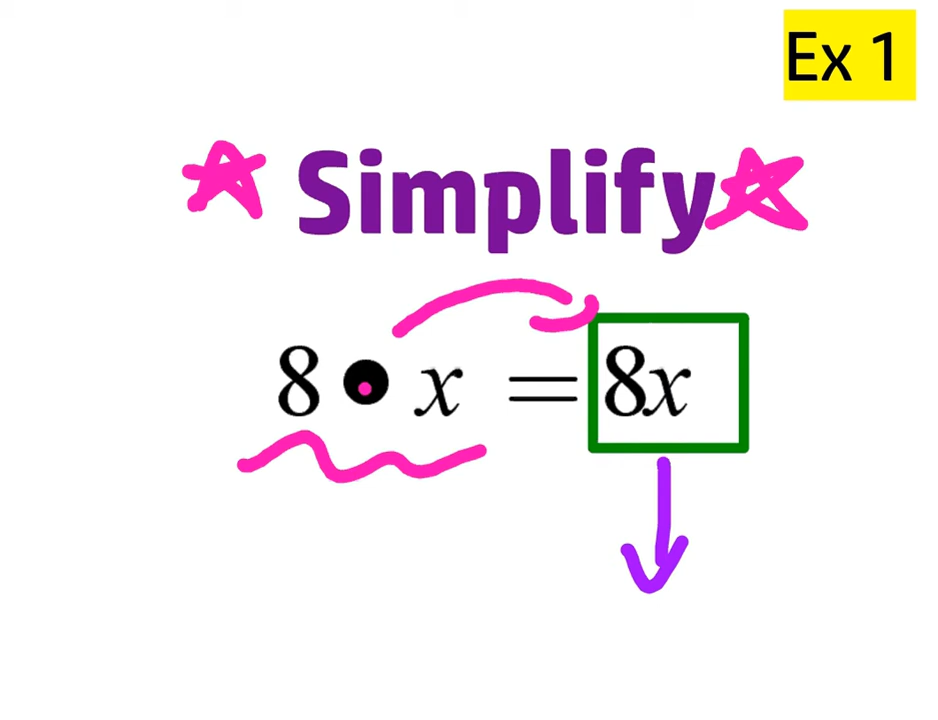 Ex 1
Simplify
8 • x = 8x